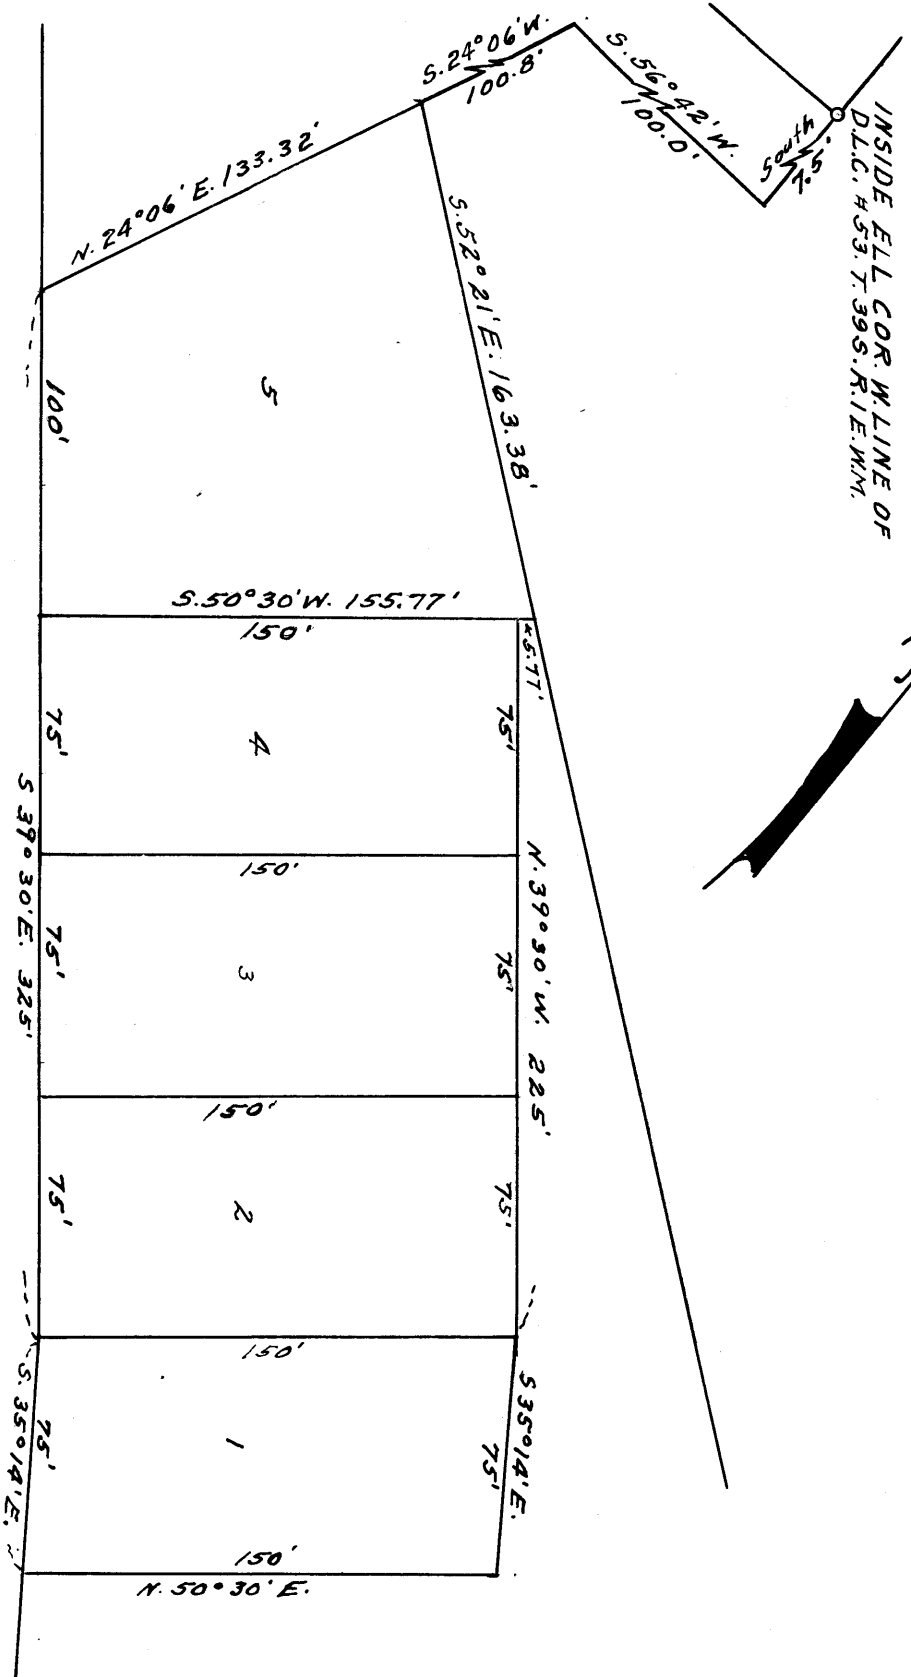 INSIDE ELL COR. W. LINE OF
D.L.C. #53. T. 39 S. R. 1 E. W.M.
South
7.5'
S. 56° 42' W.
100.0'
S. 24° 06' W.
100.8'
N. 24° 06' E. 133.32'
S. 52° 21' E. 163.38'
5
100'
S. 50° 30' W. 155.77'
150'
5.77'
75'
4
75'
S 39° 30' E. 325'
N. 39° 30' W. 225'
150'
75'
3
75'
150'
75'
2
75'
150'
S. 35° 14' E.
75'
1
75'
S 35° 14' E.
150'
N. 50° 30' E.